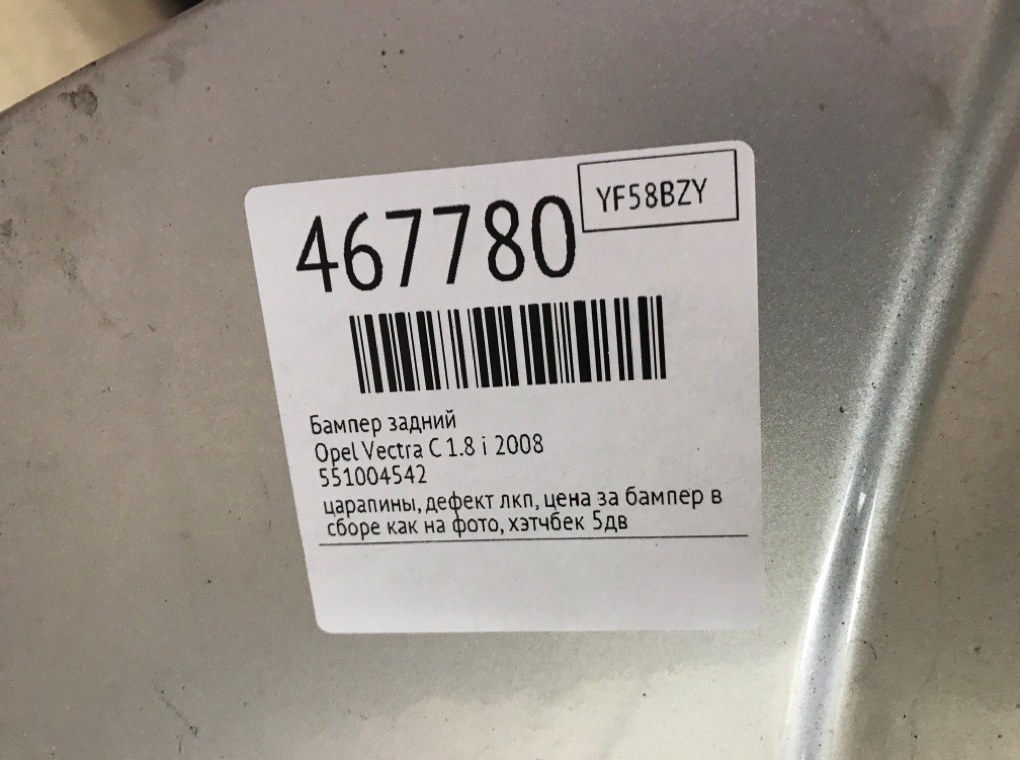 YF58BZY
467780
Бампер задний
Opel Vectra C 1.8 i 2008
551004542
царапины, дефект лкп, цена за бампер в
сборе как на фото, хэтчбек 5дв